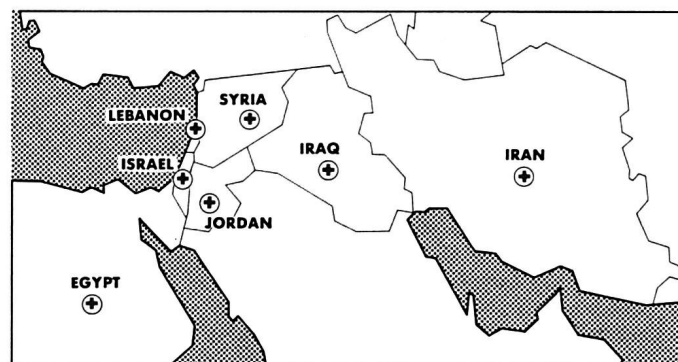 SYRIA
LEBANON
IRAQ
IRAN
ISRAEL
JORDAN
EGYPT